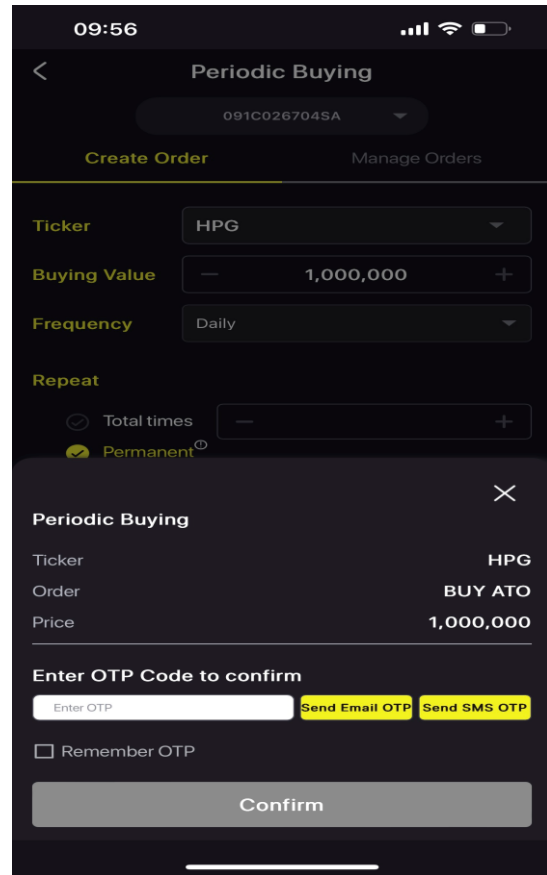 09:56
Periodic Buying
091C026704SA
Create Order Manage Orders
Ticker HPG
Buying Value 1,000,000
Frequency Daily
Repeat
Total times
Permanent
Periodic Buying
Ticker HPG
Order BUY ATO
Price 1,000,000
Enter OTP Code to confirm
Enter OTP Send Email OTP Send SMS OTP
Remember OTP
Confirm